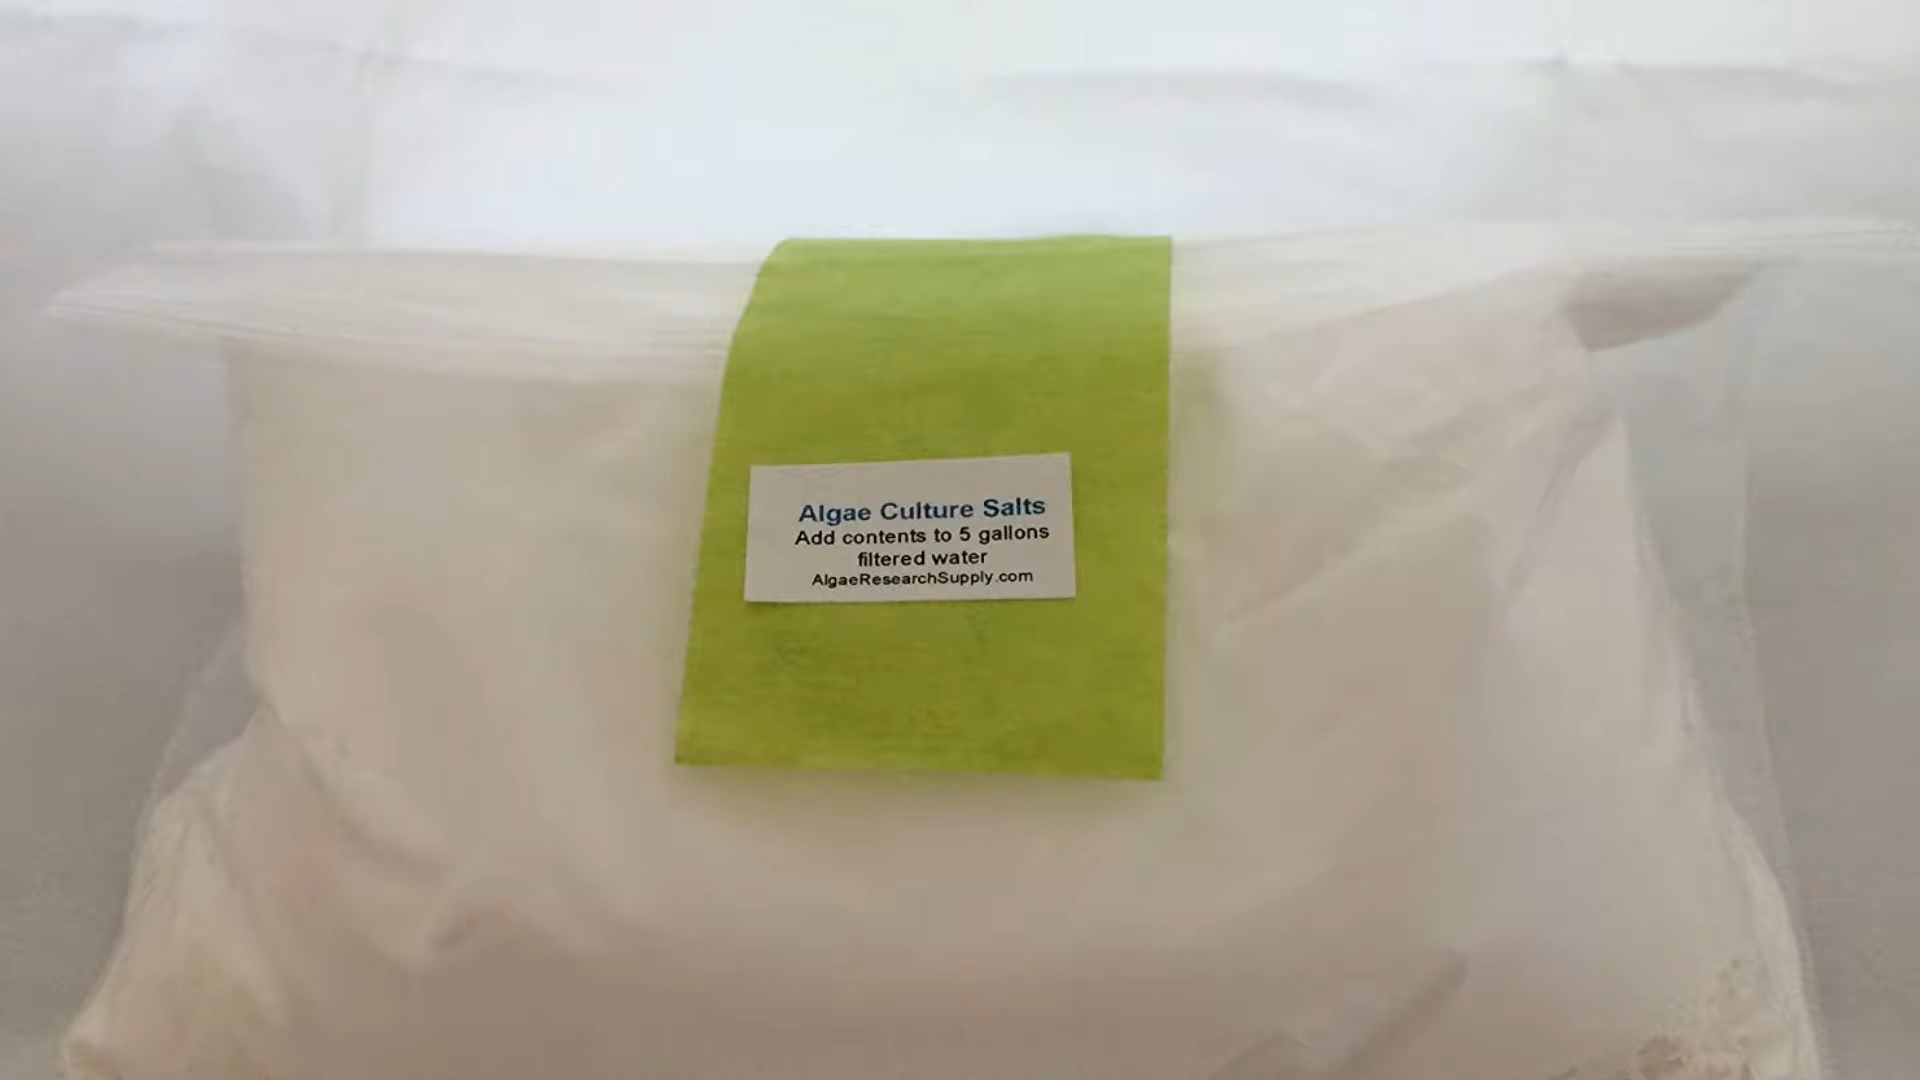 Algae Culture Salts
Add contents to 5 gallons
filtered water
AlgaeResearchSupply.com